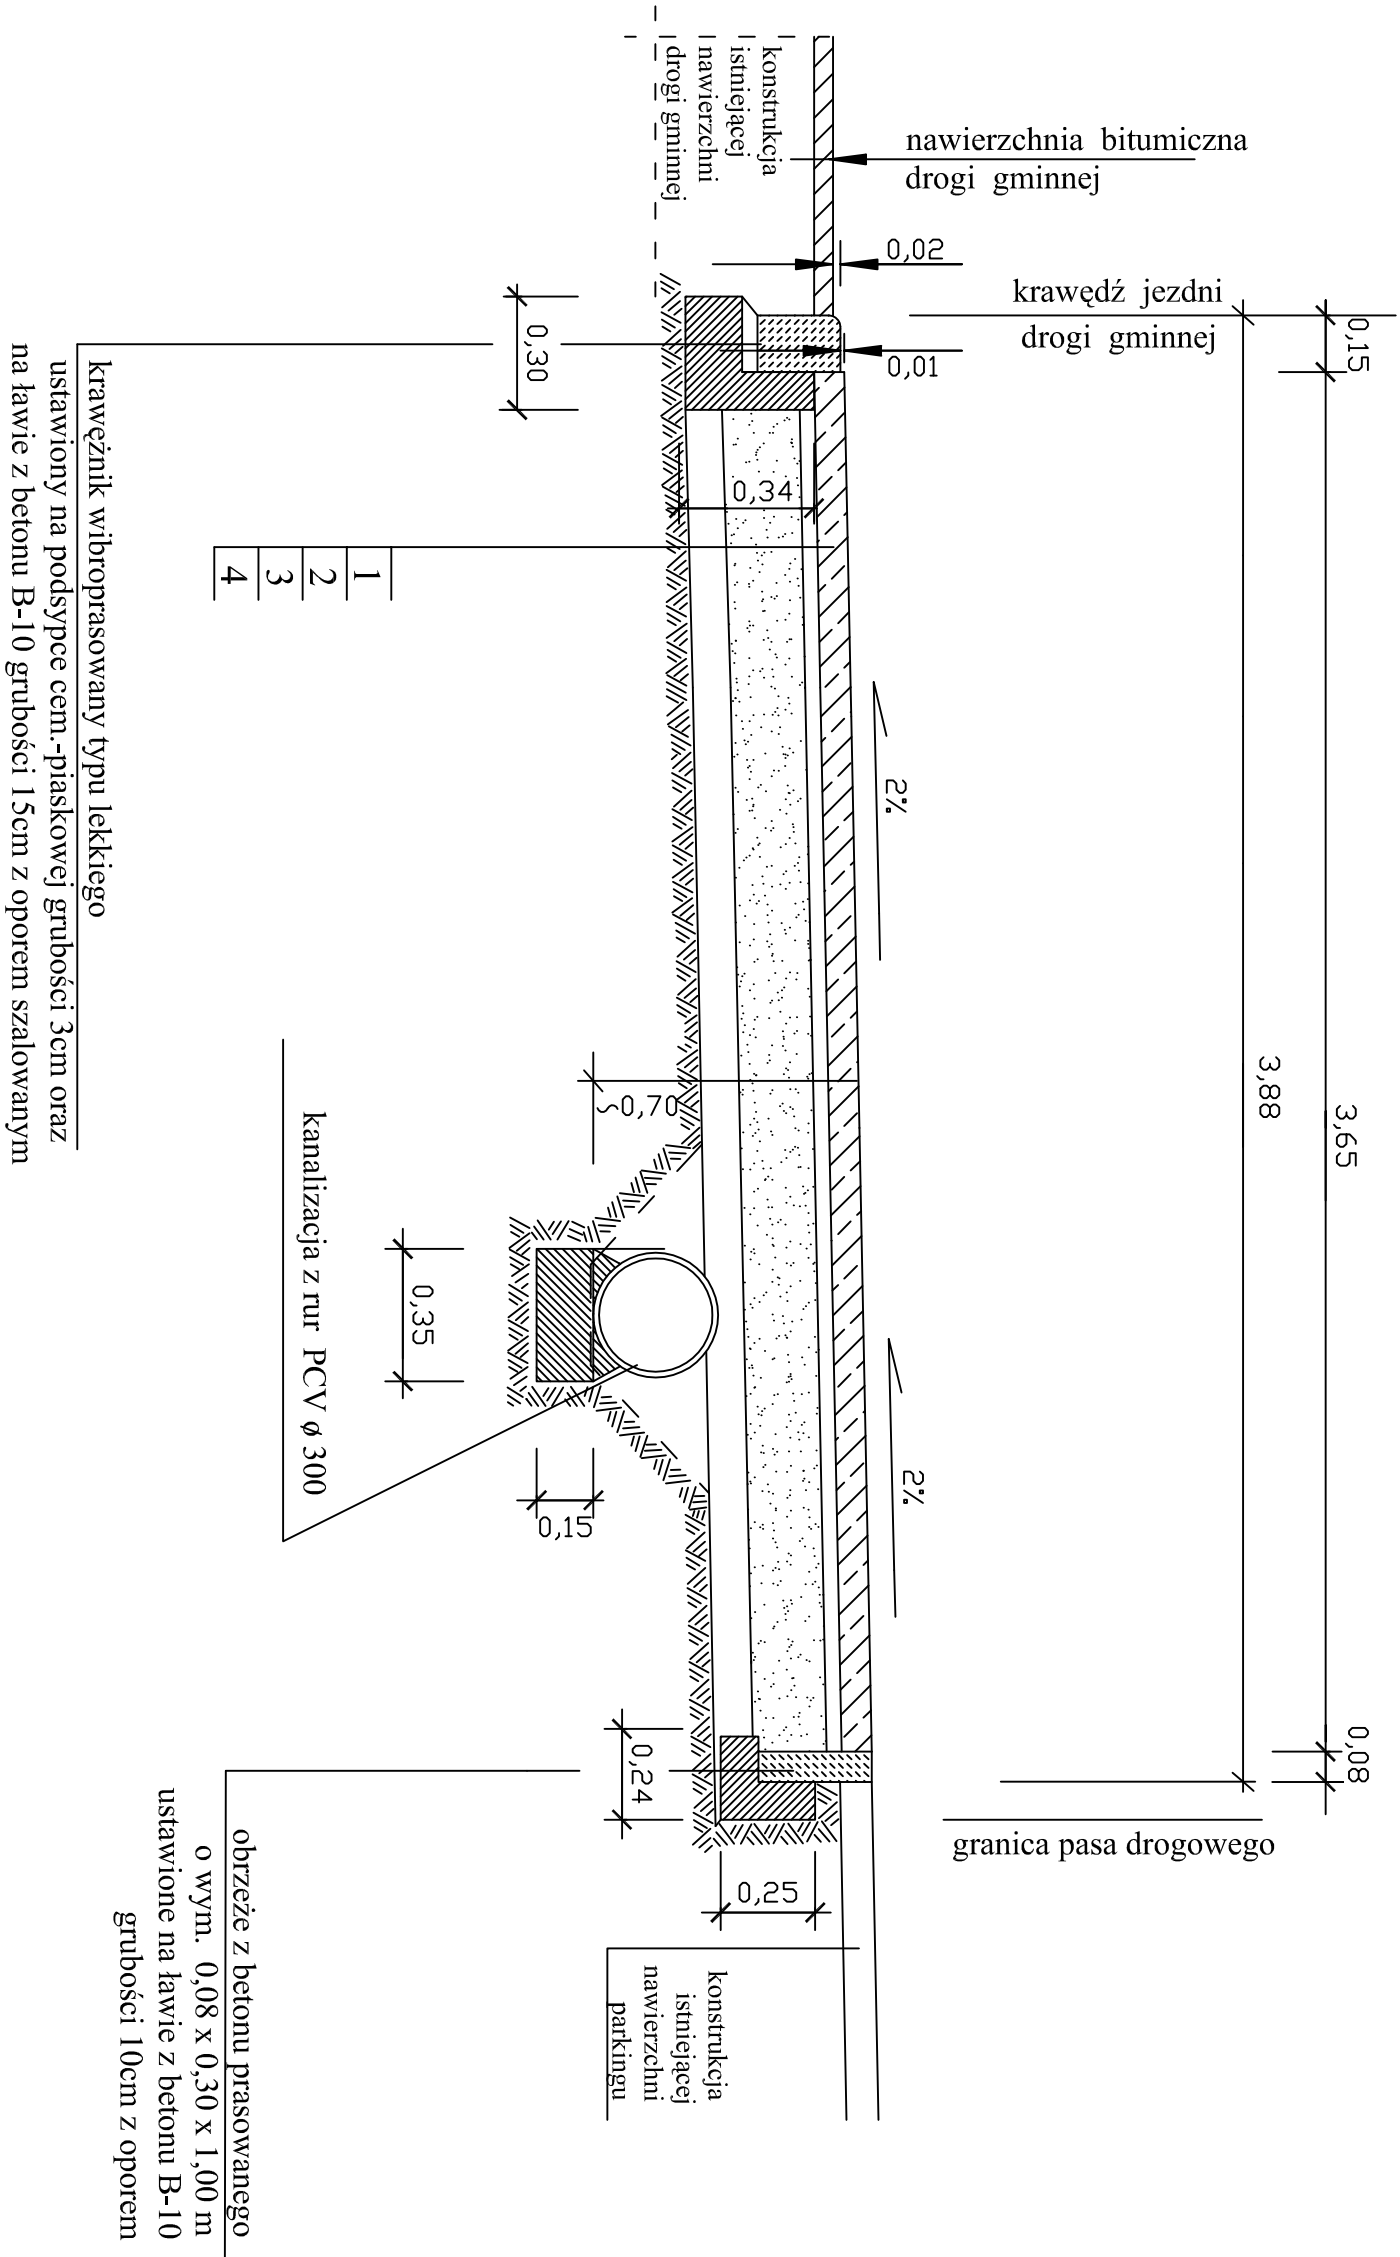 konstrukcja
istniejącej
nawierzchni
drogi gminnej
nawierzchnia bitumiczna
drogi gminnej
0,02
krawędź jezdni
drogi gminnej
0,01
0,15
3,65
0,08
3,88
0,30
0,34
1
2
3
4
2%
2%
~0,70
0,35
0,15
0,24
0,25
krawężnik wibroprasowany typu lekkiego
ustawiony na podsypce cem.-piaskowej grubości 3cm oraz
na ławie z betonu B-10 grubości 15cm z oporem szalowanym
kanalizacja z rur PCV ø 300
granica pasa drogowego
konstrukcja
istniejącej
nawierzchni
parkingu
obrzeże z betonu prasowanego
o wym. 0,08 x 0,30 x 1,00 m
ustawione na ławie z betonu B-10
grubości 10cm z oporem